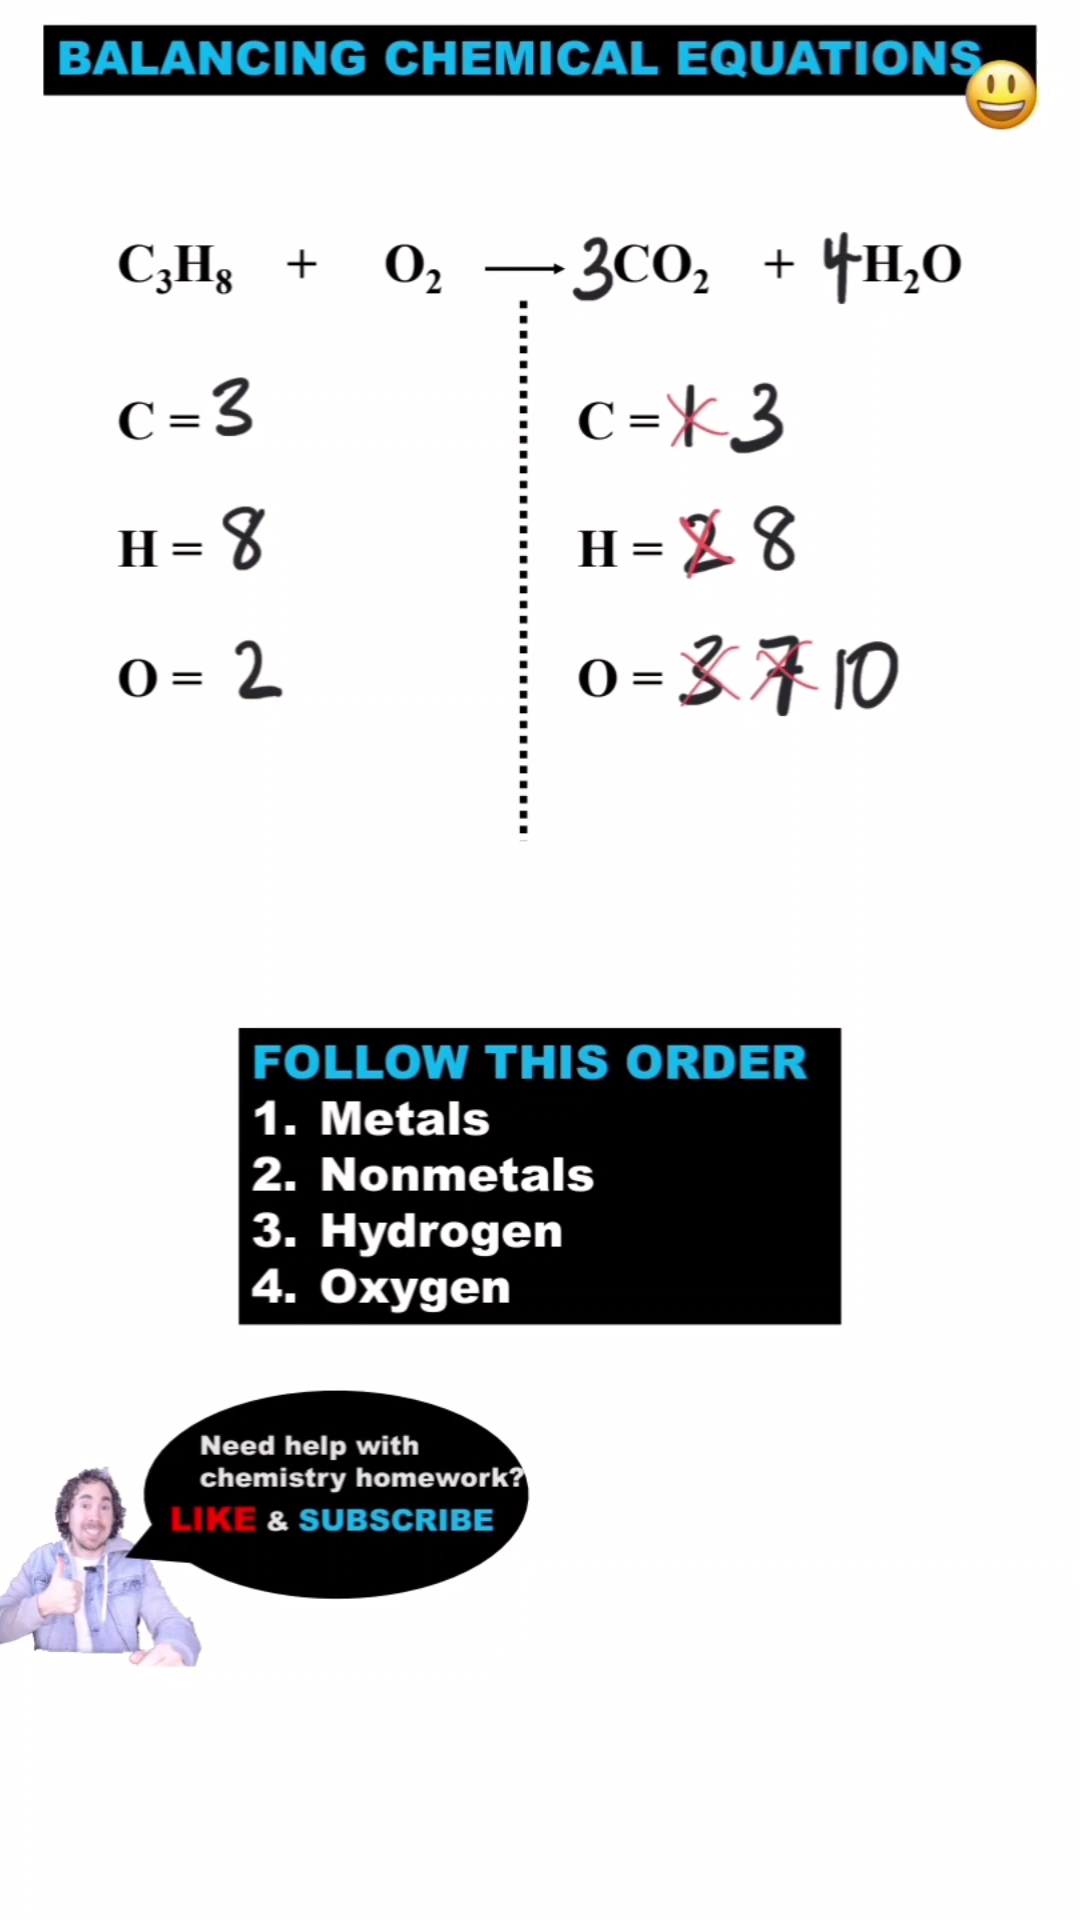 BALANCING CHEMICAL EQUATIONS
C₃H₈ + O₂ → 3CO₂ + 4H₂O
C = 3 C = 1 3
H = 8 H = 2 8
O = 2 O = 3 7 10
FOLLOW THIS ORDER
1. Metals
2. Nonmetals
3. Hydrogen
4. Oxygen
Need help with
chemistry homework?
LIKE & SUBSCRIBE